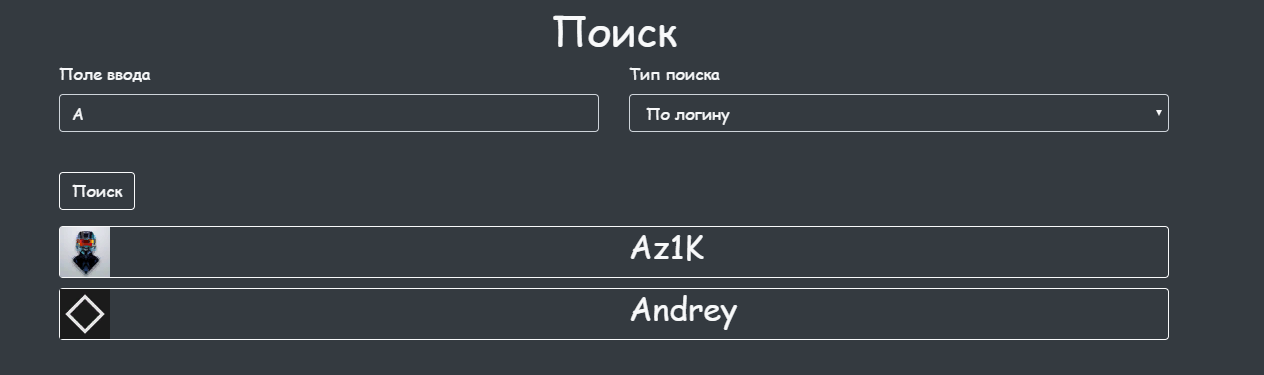 Поиск
Поле ввода
Тип поиска
A
По логину
Поиск
Az1K
Andrey